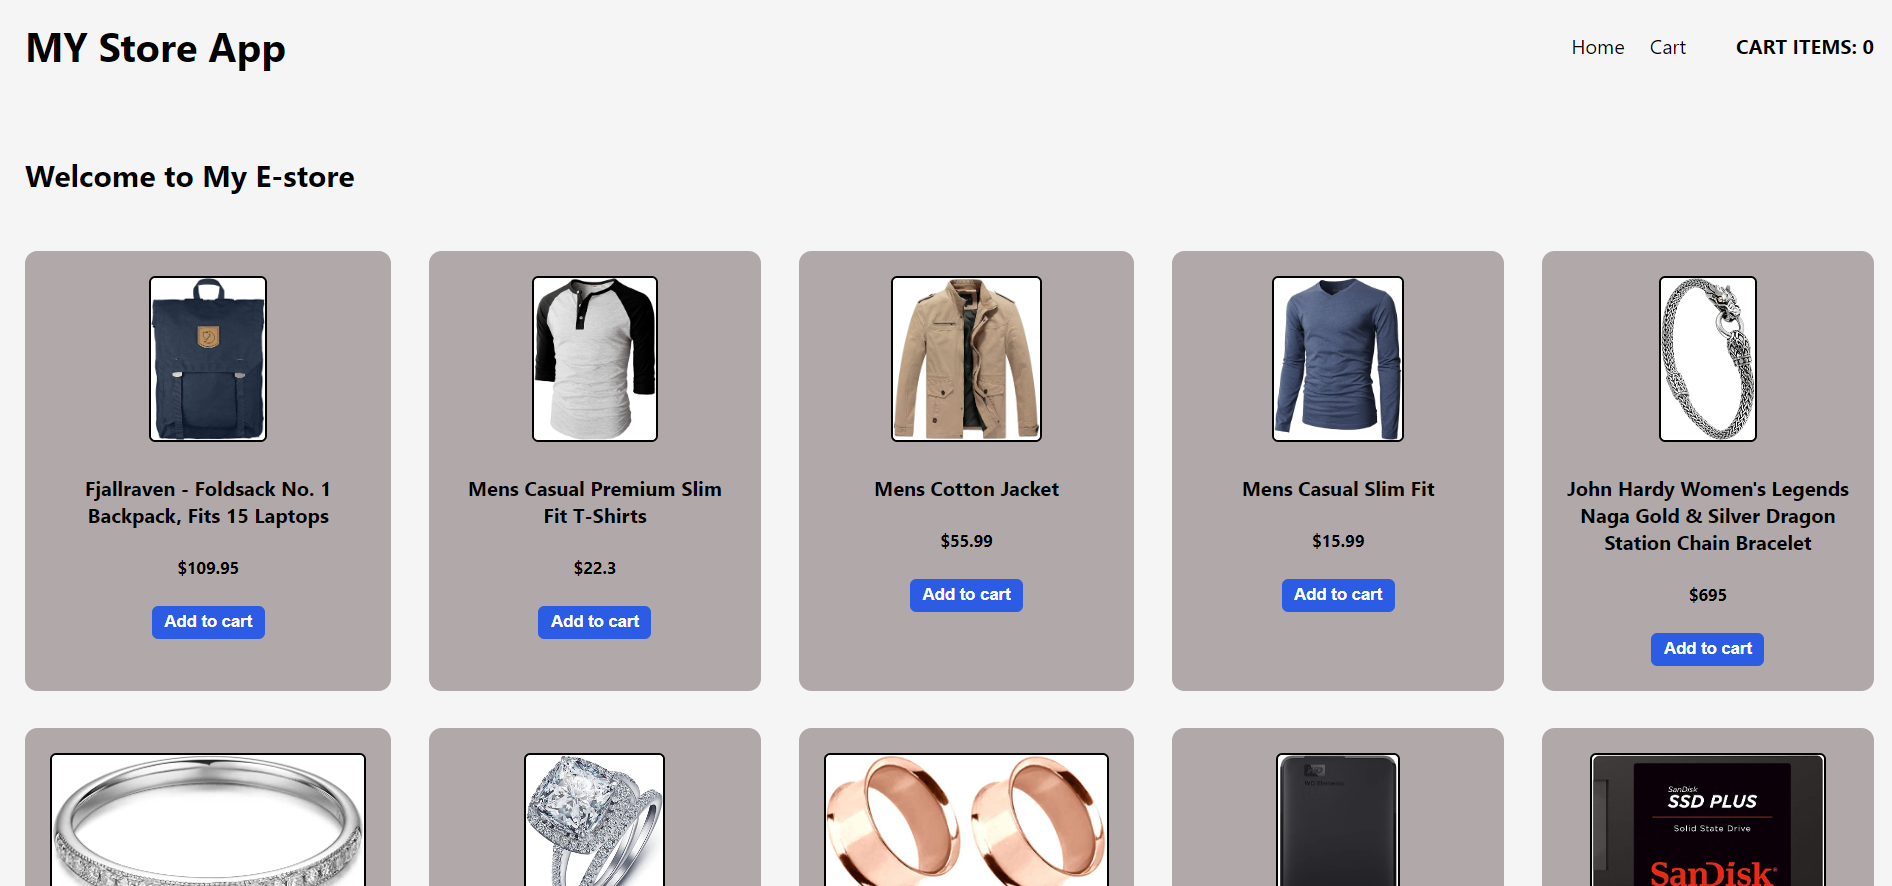 MY Store App
Home
Cart
CART ITEMS: 0
Welcome to My E-store
Fjallraven - Foldsack No. 1
Backpack, Fits 15 Laptops
$109.95
Add to cart
Mens Casual Premium Slim
Fit T-Shirts
$22.3
Add to cart
Mens Cotton Jacket
$55.99
Add to cart
Mens Casual Slim Fit
$15.99
Add to cart
John Hardy Women's Legends
Naga Gold & Silver Dragon
Station Chain Bracelet
$695
Add to cart
SanDisk
SSD PLUS
Solid State Drive
SanDisk